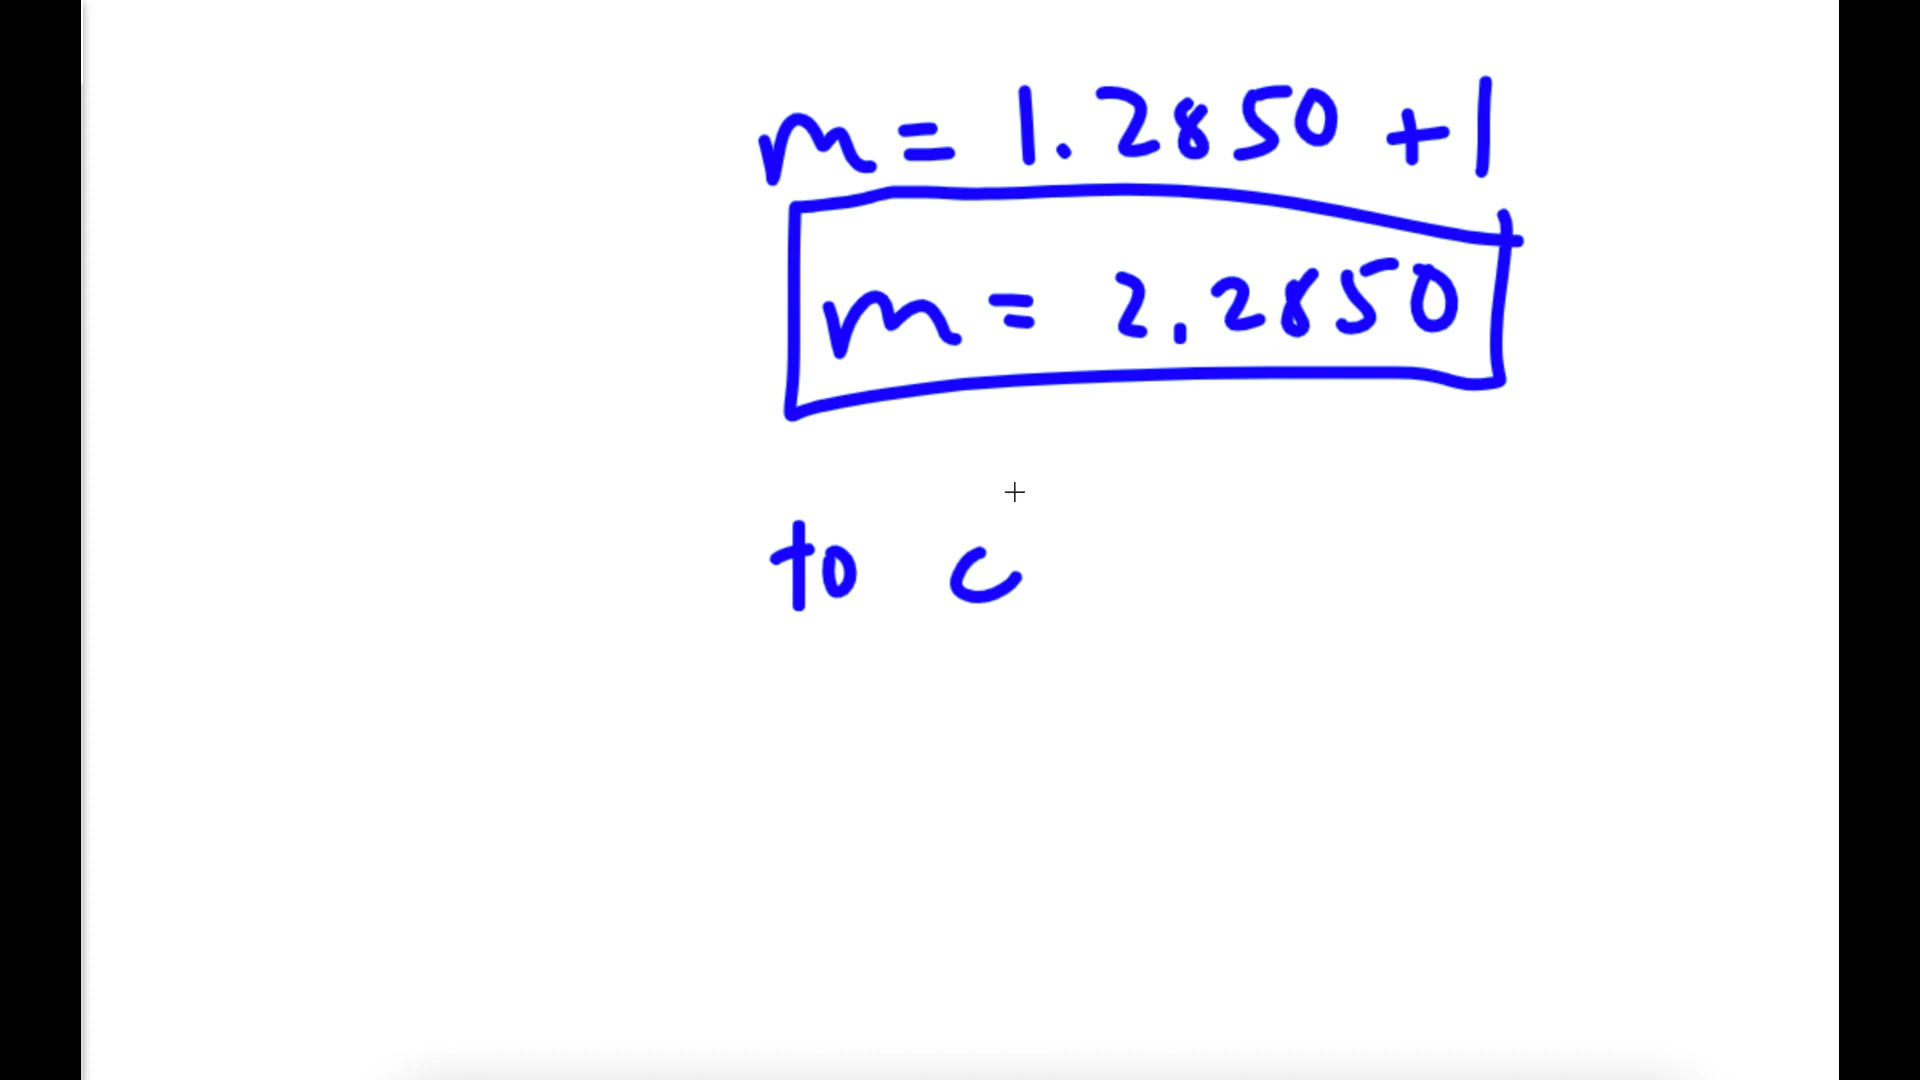 m = 1.2850 + 1
m = 2.2850
to c